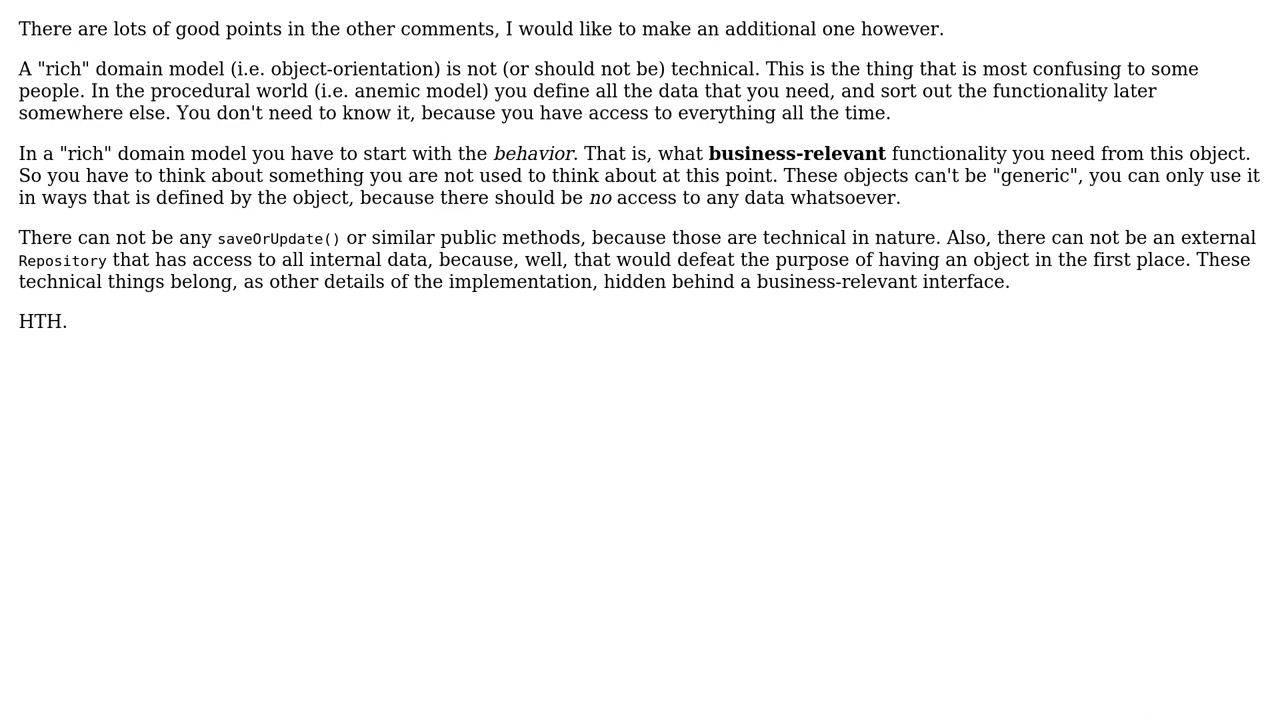 There are lots of good points in the other comments, I would like to make an additional one however.
A "rich" domain model (i.e. object-orientation) is not (or should not be) technical. This is the thing that is most confusing to some
people. In the procedural world (i.e. anemic model) you define all the data that you need, and sort out the functionality later
somewhere else. You don't need to know it, because you have access to everything all the time.
In a "rich" domain model you have to start with the behavior. That is, what business-relevant functionality you need from this object.
So you have to think about something you are not used to think about at this point. These objects can't be "generic", you can only use it
in ways that is defined by the object, because there should be no access to any data whatsoever.
There can not be any saveOrUpdate() or similar public methods, because those are technical in nature. Also, there can not be an external
Repository that has access to all internal data, because, well, that would defeat the purpose of having an object in the first place. These
technical things belong, as other details of the implementation, hidden behind a business-relevant interface.
HTH.